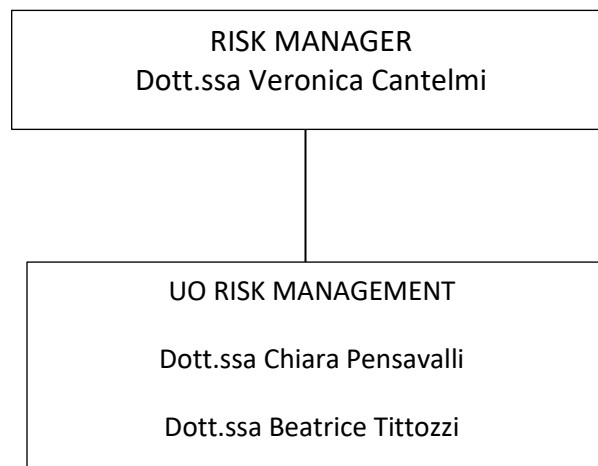 RISK MANAGER
Dott.ssa Veronica Cantelmi
UO RISK MANAGEMENT
Dott.ssa Chiara Pensavalli
Dott.ssa Beatrice Tittozzi